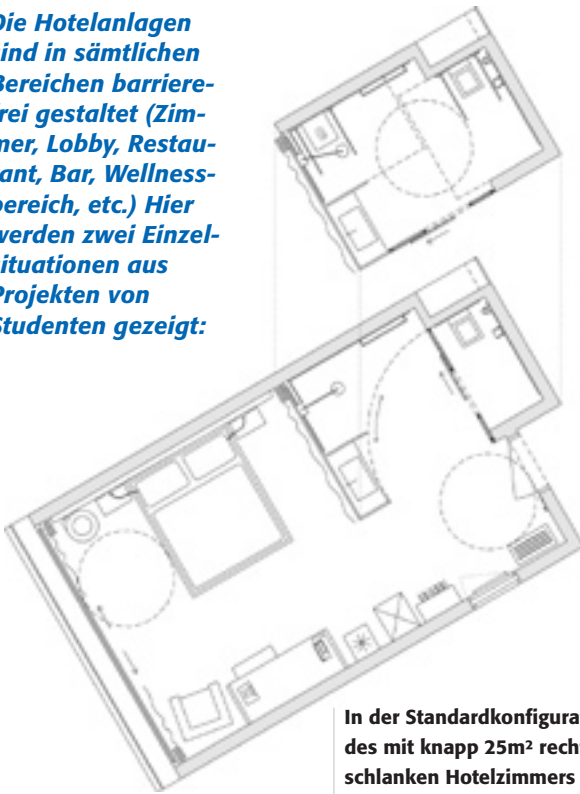 Die Hotelanlagen
sind in sämtlichen
Bereichen barriere-
frei gestaltet (Zim-
mer, Lobby, Restau-
rant, Bar, Wellness-
bereich, etc.) Hier
werden zwei Einzel-
situationen aus
Projekten von
Studenten gezeigt:
In der Standardkonfigura
des mit knapp 25m² recht
schlanken Hotelzimmers